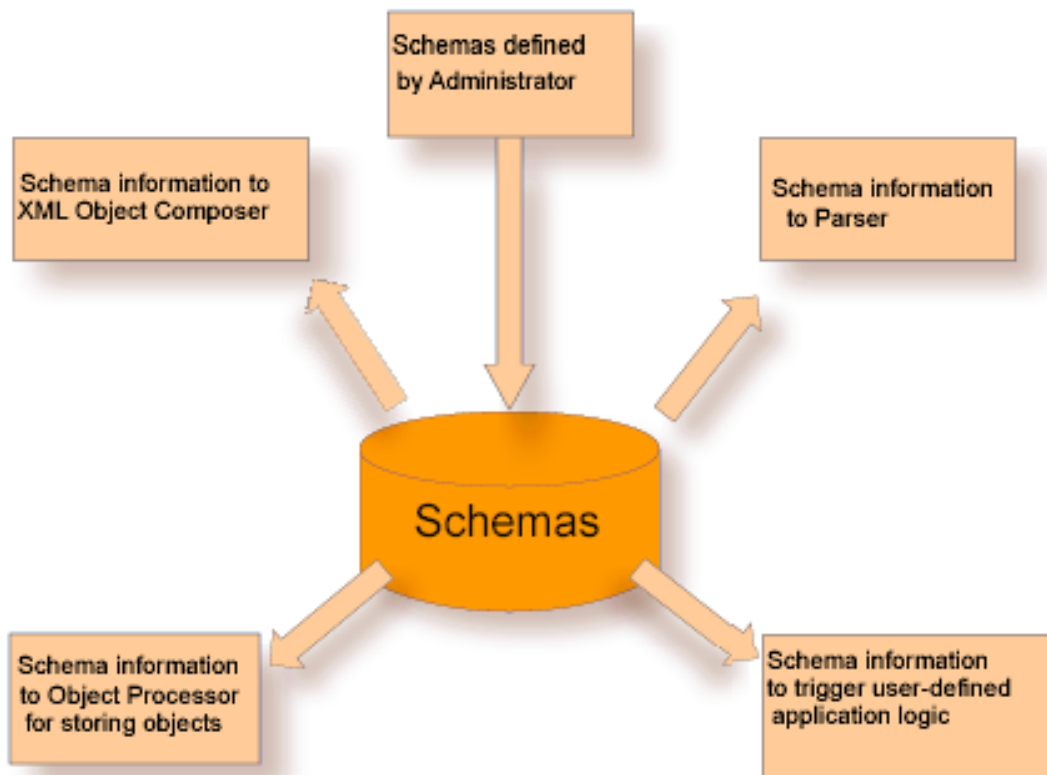 Schemas defined
by Administrator
Schema information to
XML Object Composer
Schema information
to Parser
Schemas
Schema information
to Object Processor
for storing objects
Schema information
to trigger user-defined
application logic